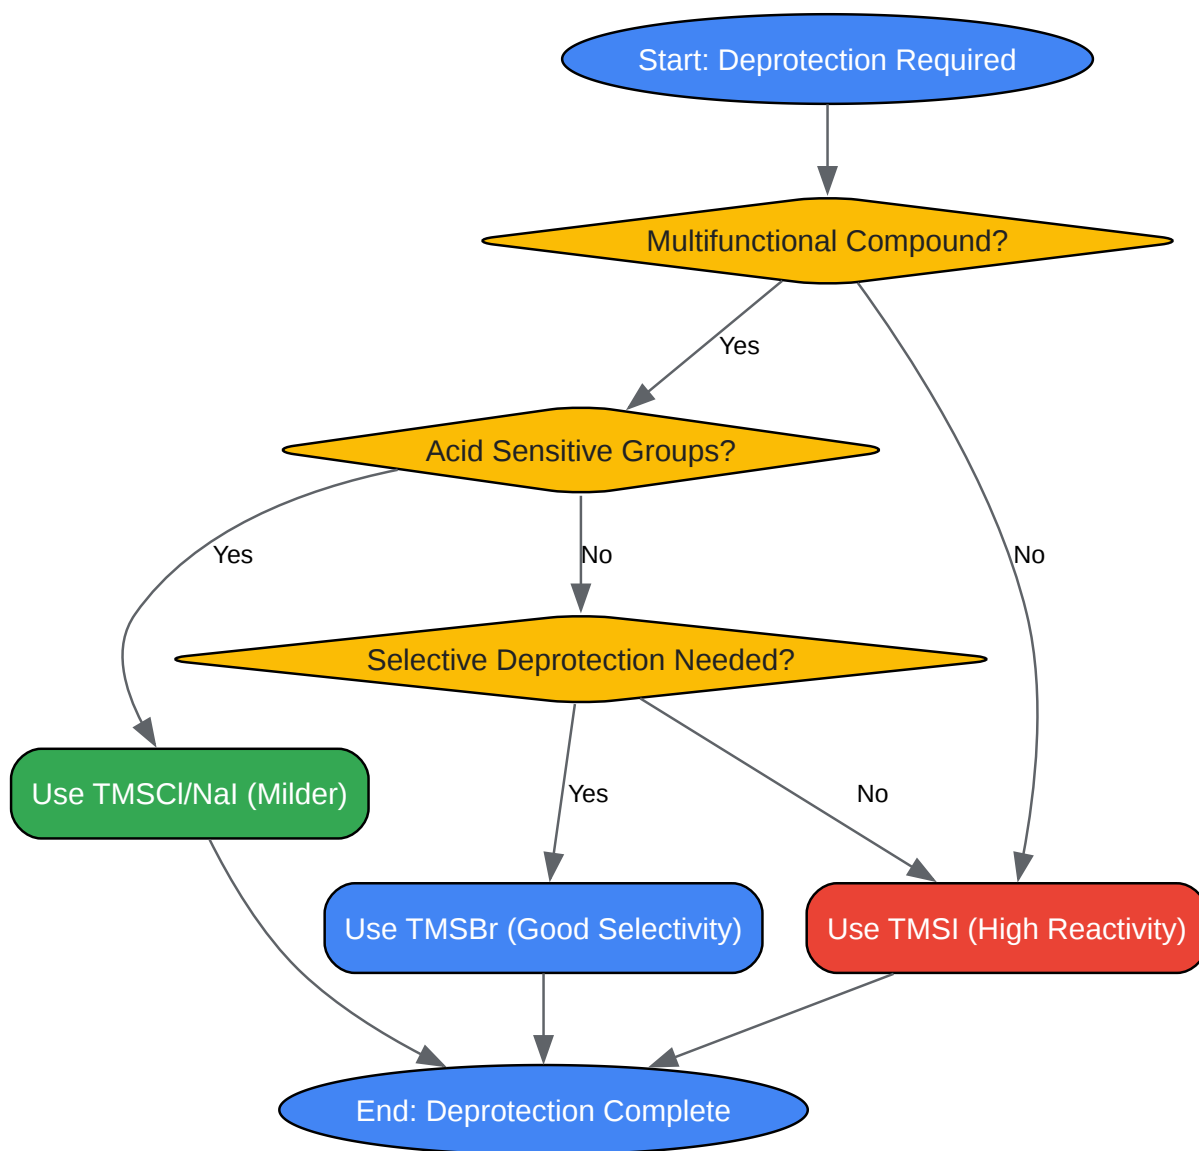 Start: Deprotection Required
Multifunctional Compound?
Yes
Acid Sensitive Groups?
Yes
No
No
Selective Deprotection Needed?
Use TMSCl/NaI (Milder)
Yes
No
Use TMSBr (Good Selectivity)
Use TMSI (High Reactivity)
End: Deprotection Complete